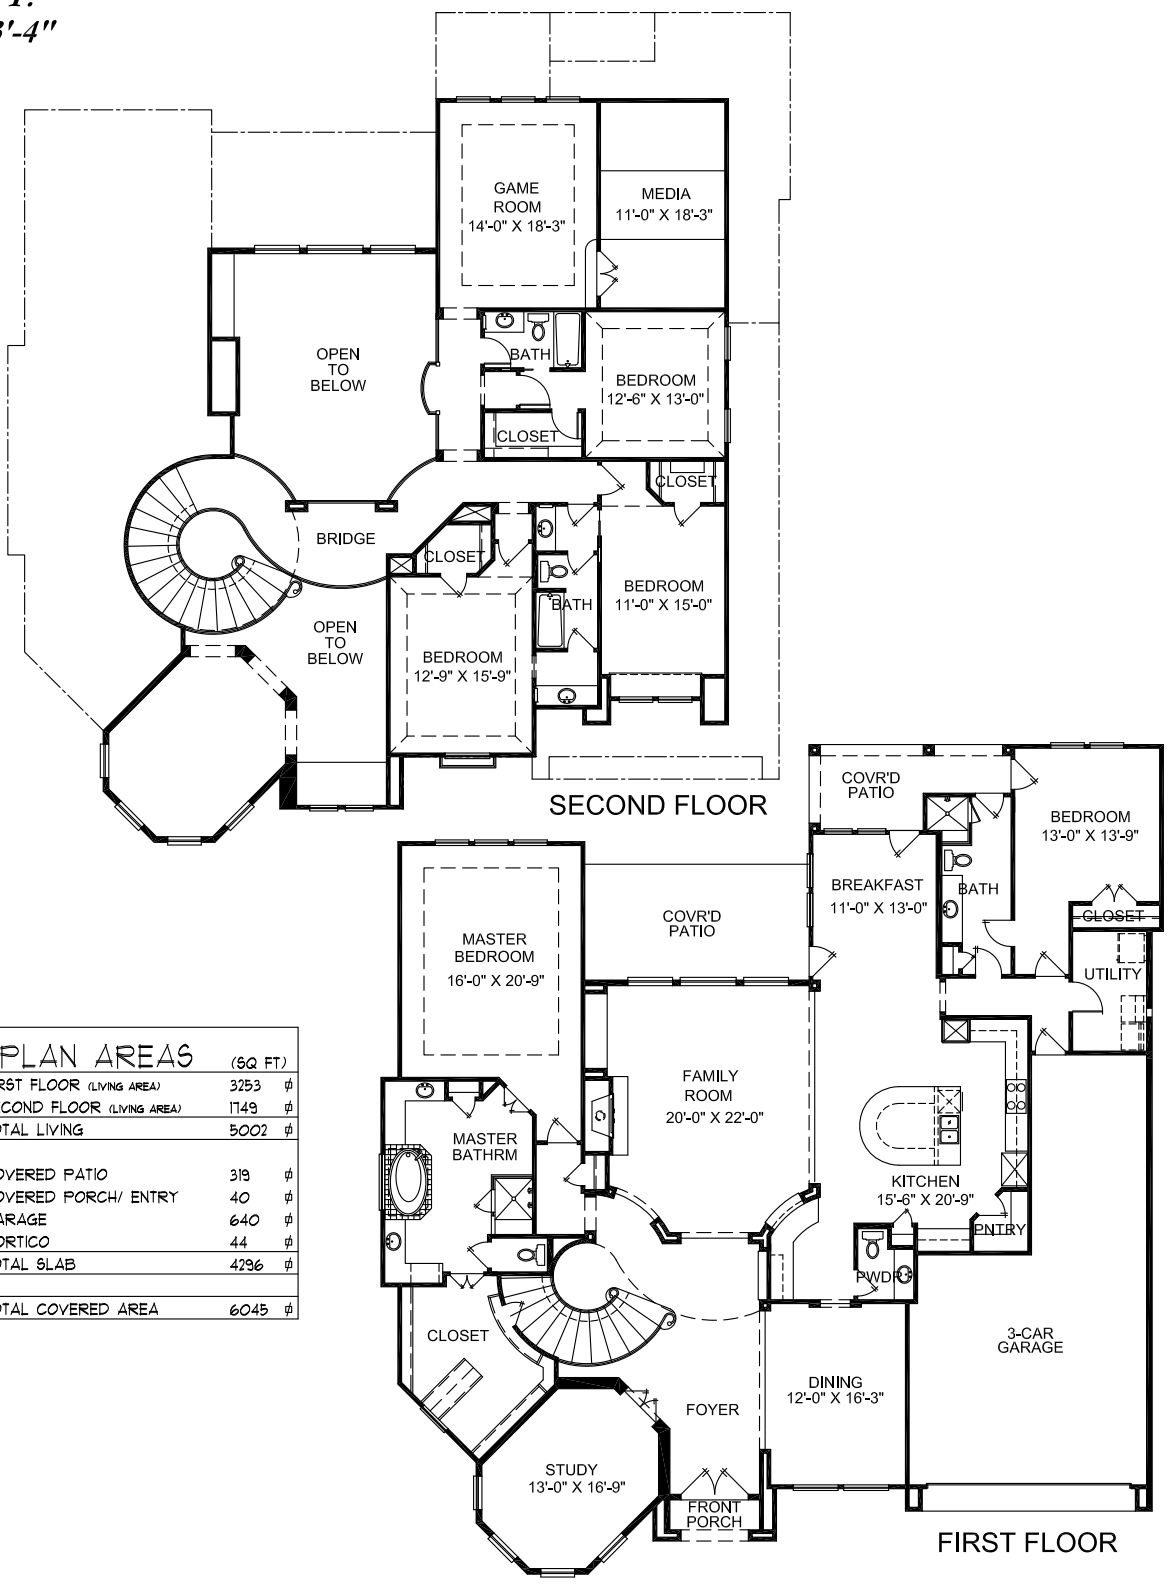 3'-4"
GAME
ROOM
14'-0" X 18'-3"
MEDIA
11'-0" X 18'-3"
OPEN
TO
BELOW
BATH
BEDROOM
12'-6" X 13'-0"
CLOSET
CLOSET
BRIDGE
CLOSET
BEDROOM
11'-0" X 15'-0"
BATH
OPEN
TO
BELOW
BEDROOM
12'-9" X 15'-9"
SECOND FLOOR
COVR'D
PATIO
BEDROOM
13'-0" X 13'-9"
BREAKFAST
11'-0" X 13'-0"
BATH
CLOSET
COVR'D
PATIO
MASTER
BEDROOM
16'-0" X 20'-9"
UTILITY
FAMILY
ROOM
20'-0" X 22'-0"
MASTER
BATHRM
KITCHEN
15'-6" X 20'-9"
PNTRY
PWDR
CLOSET
3-CAR
GARAGE
DINING
12'-0" X 16'-3"
FOYER
STUDY
13'-0" X 16'-9"
FRONT
PORCH
FIRST FLOOR
PLAN AREAS (SQ FT)
RST FLOOR (LIVING AREA) 3253
COND FLOOR (LIVING AREA) 1749
OTAL LIVING 5002
OVERED PATIO 319
OVERED PORCH/ ENTRY 40
ARAGE 640
ORTICO 44
OTAL SLAB 4296
OTAL COVERED AREA 6045